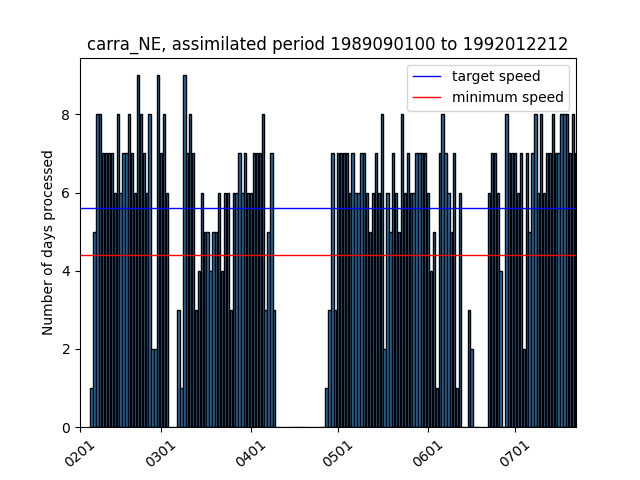 carra_NE, assimilated period 1989090100 to 1992012212
target speed
minimum speed
Number of days processed
8
6
4
2
0
0201
0301
0401
0501
0601
0701